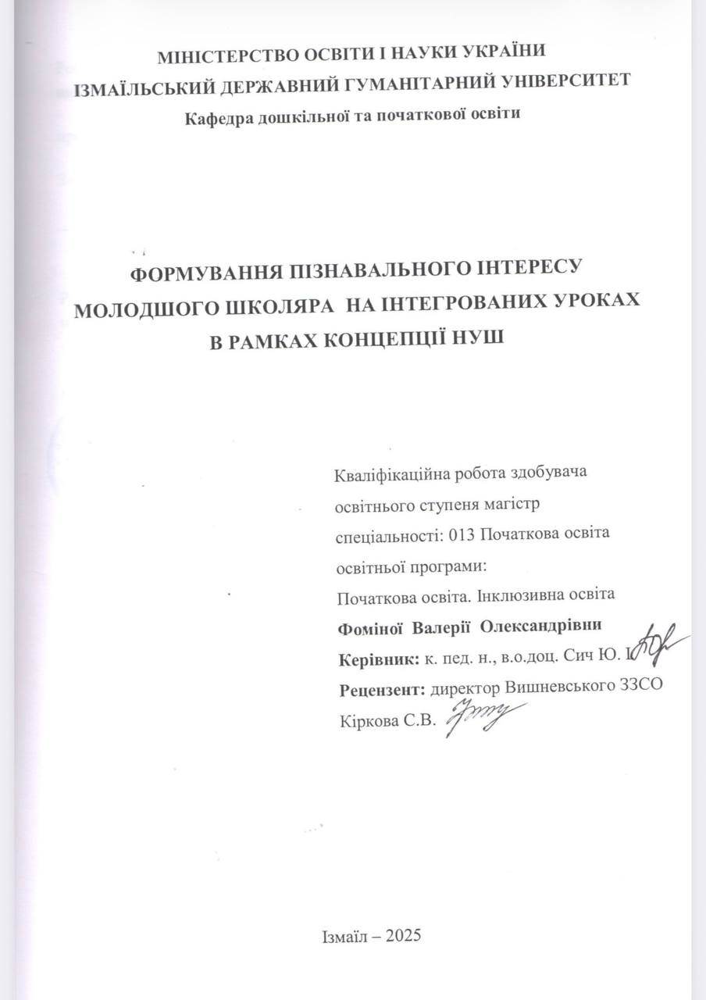 МІНІСТЕРСТВО ОСВІТИ І НАУКИ УКРАЇНИ
ІЗМАЇЛЬСЬКИЙ ДЕРЖАВНИЙ ГУМАНІТАРНИЙ УНІВЕРСИТЕТ
Кафедра дошкільної та початкової освіти
ФОРМУВАННЯ ПІЗНАВАЛЬНОГО ІНТЕРЕСУ
МОЛОДШОГО ШКОЛЯРА НА ІНТЕГРОВАНИХ УРОКАХ
В РАМКАХ КОНЦЕПЦІЇ НУШ
Кваліфікаційна робота здобувача
освітнього ступеня магістр
спеціальності: 013 Початкова освіта
освітньої програми:
Початкова освіта. Інклюзивна освіта
Фоміної Валерії Олександрівни
Керівник: к. пед. н., в.о.доц. Сич Ю. І
Рецензент: директор Вишневського ЗЗСО
Кіркова С.В.
Ізмаїл – 2025